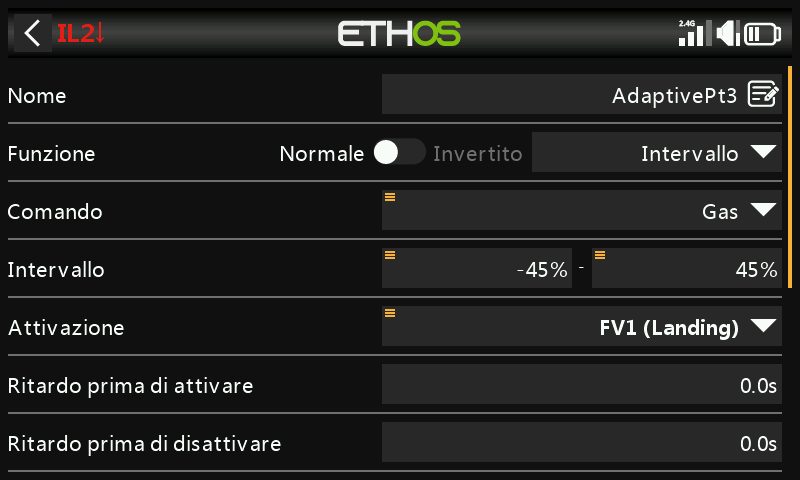 IL2↓ ETHOS 2.4G
Nome AdaptivePt3
Funzione Normale Invertito Intervallo
Comando Gas
Intervallo -45% - 45%
Attivazione FV1 (Landing)
Ritardo prima di attivare 0.0s
Ritardo prima di disattivare 0.0s